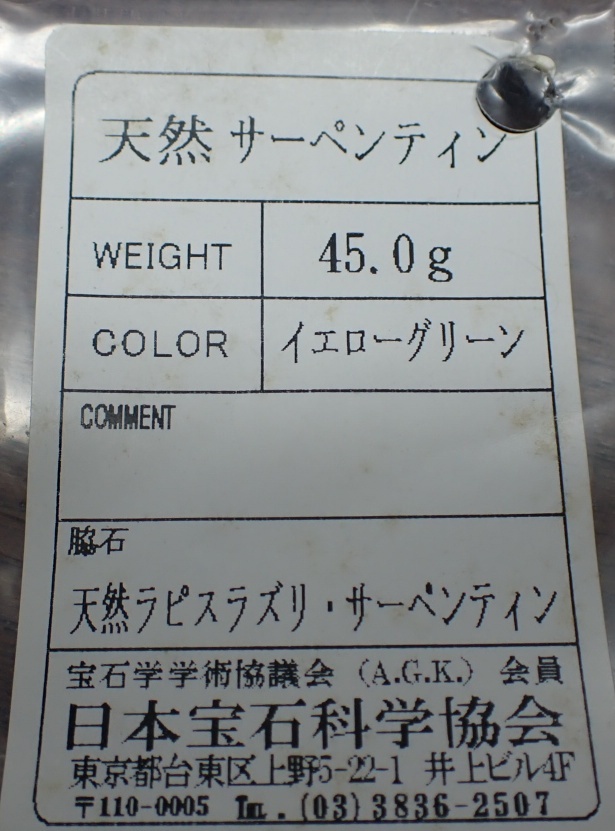 天然 サーペンティン
WEIGHT 45.0g
COLOR イエローグリーン
COMMENT
脇石
天然ラピスラズリ・サーペンティン
宝石学学術協議会 (A.G.K.) 会員
日本宝石科学協会
東京都台東区上野5-22-1 井上ビル4F
〒110-0005 ℡.(03)3836-2507